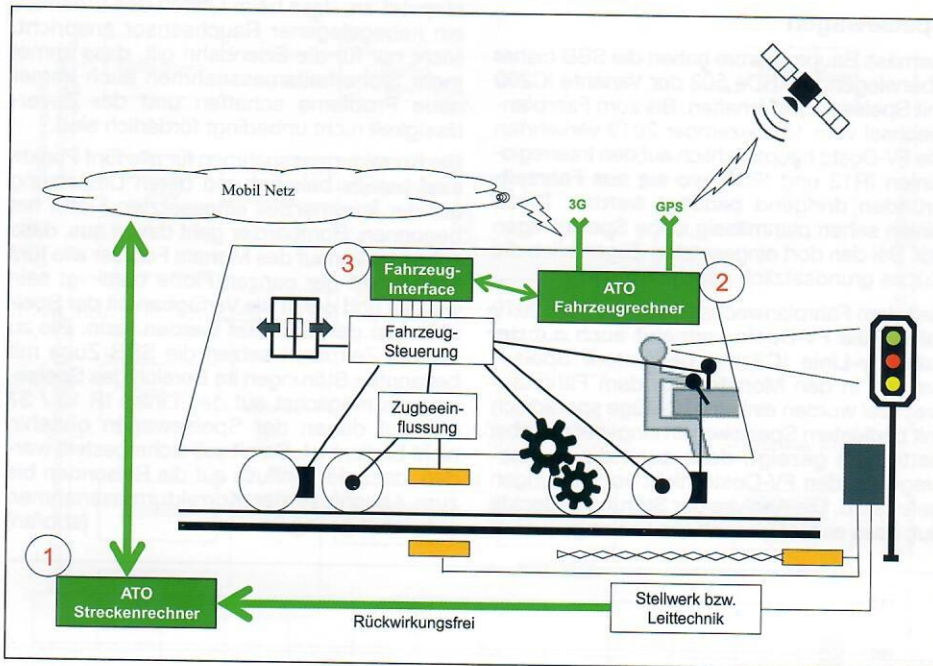 Mobil Netz
3G
GPS
3
Fahrzeug-
Interface
ATO
Fahrzeugrechner
2
Fahrzeug-
Steuerung
Zugbeein-
flussung
1
ATO
Streckenrechner
Rückwirkungsfrei
Stellwerk bzw.
Leittechnik